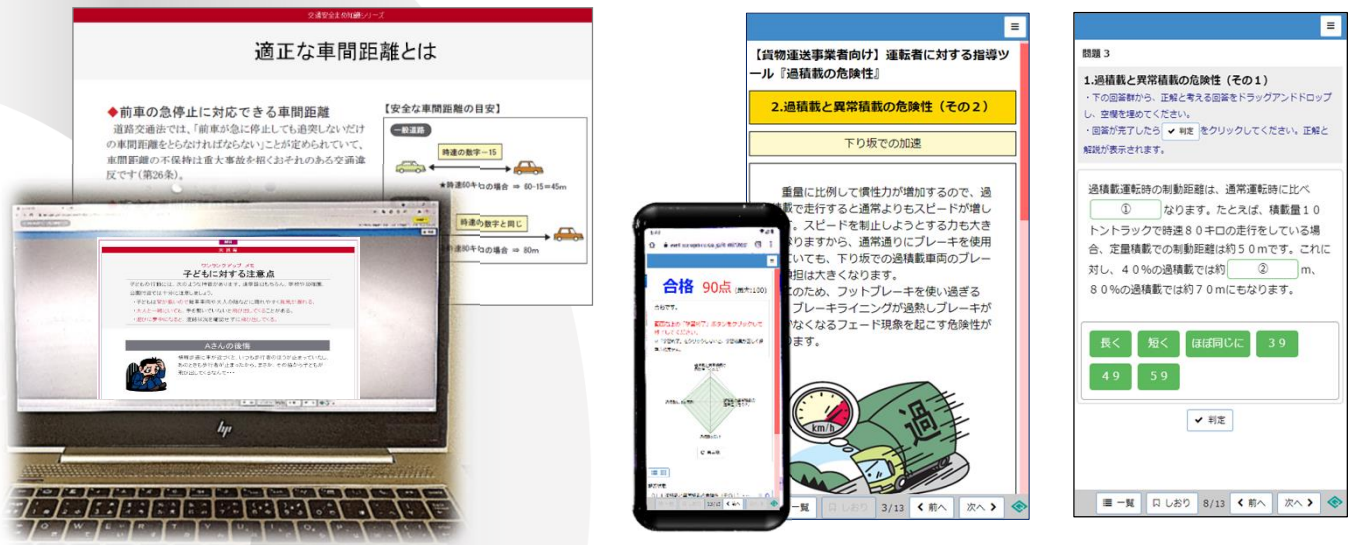 交通安全まめ知識シリーズ
適正な車間距離とは
◆前車の急停止に対応できる車間距離
道路交通法では、「前車が急に停止しても追突しないだけ
の車間距離をとらなければならない」ことが定められていて、
車間距離の不保持は重大事故を招くおそれのある交通違
反です(第26条)。
【安全な車間距離の目安】
一般道路
時速の数字－15
★時速60キロの場合 ⇒ 60-15=45m
時速の数字と同じ
時速80キロの場合 ⇒ 80m
ワンランクアップ メモ
子どもに対する注意点
Aさんの後悔
hp
合格 90点
合格です。
【貨物運送事業者向け】運転者に対する指導ツ
ール『過積載の危険性』
2.過積載と異常積載の危険性（その２）
下り坂での加速
重量に比例して慣性力が増加するので、過
載で走行すると通常よりもスピードが増し
。スピードを制止しようとする力も大き
なりますから、通常通りにブレーキを使用
ていても、下り坂での過積載車両のブレー
担は大きくなります。
のため、フットブレーキを使い過ぎる
ブレーキライニングが過熱しブレーキが
かなくなるフェード現象を起こす危険性が
ます。
km/h
過
一覧 しおり 3/13 前へ 次へ
問題３
1.過積載と異常積載の危険性（その１）
・下の回答群から、正解と考える回答をドラッグアンドドロップ
し、空欄を埋めてください。
・回答が完了したら 判定 をクリックしてください。正解と
解説が表示されます。
過積載運転時の制動距離は、通常運転時に比べ
① なります。たとえば、積載量１０
トントラックで時速８０キロの走行をしている場
合、定量積載での制動距離は約５０ｍです。これに
対し、４０％の過積載では約 ② ｍ、
８０％の過積載では約７０ｍにもなります。
長く 短く ほぼ同じに ３９
４９ ５９
判定
一覧 しおり 8/13 前へ 次へ